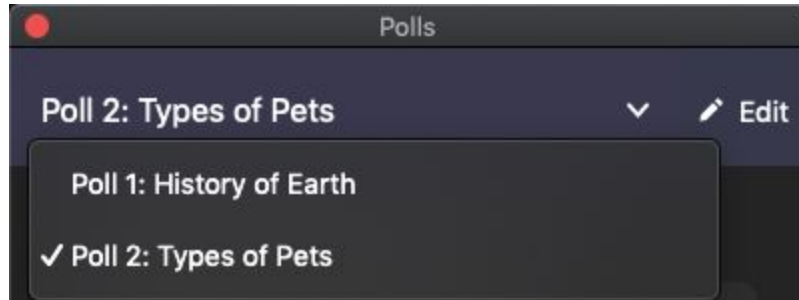 Polls
Poll 2: Types of Pets Edit
Poll 1: History of Earth
Poll 2: Types of Pets